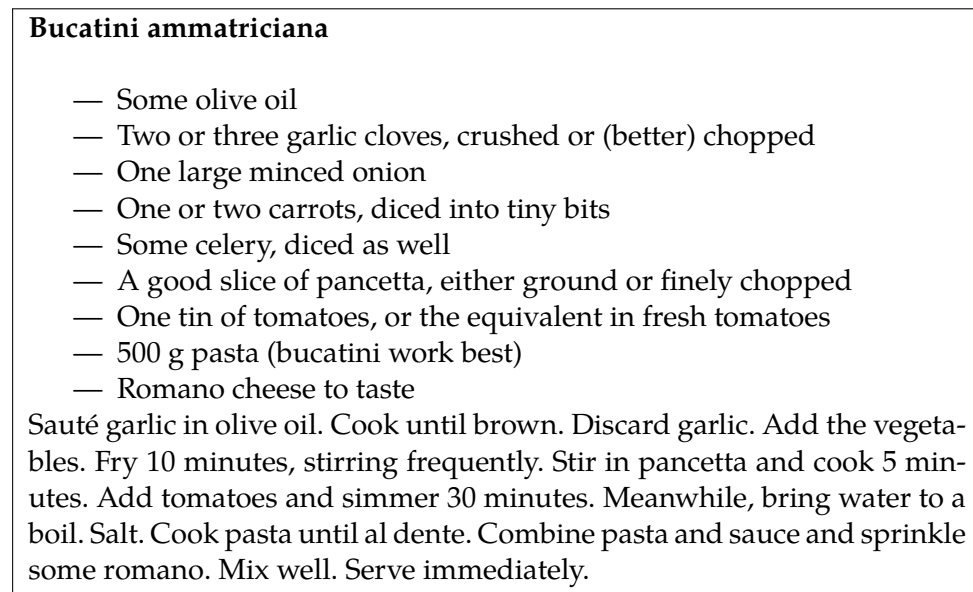 Bucatini ammatriciana
— Some olive oil
— Two or three garlic cloves, crushed or (better) chopped
— One large minced onion
— One or two carrots, diced into tiny bits
— Some celery, diced as well
— A good slice of pancetta, either ground or finely chopped
— One tin of tomatoes, or the equivalent in fresh tomatoes
— 500 g pasta (bucatini work best)
— Romano cheese to taste
Sauté garlic in olive oil. Cook until brown. Discard garlic. Add the vegeta-
bles. Fry 10 minutes, stirring frequently. Stir in pancetta and cook 5 min-
utes. Add tomatoes and simmer 30 minutes. Meanwhile, bring water to a
boil. Salt. Cook pasta until al dente. Combine pasta and sauce and sprinkle
some romano. Mix well. Serve immediately.